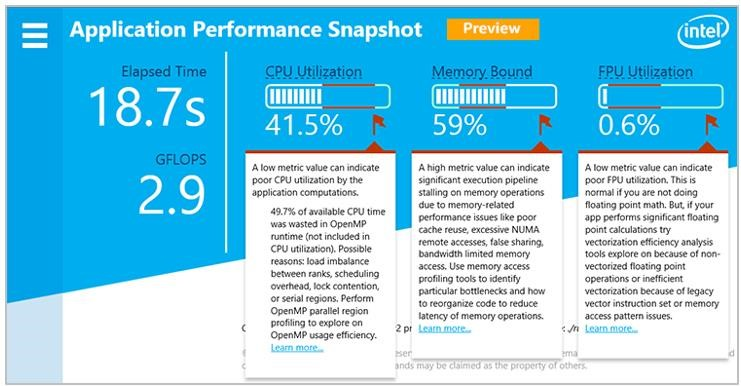 Application Performance Snapshot
Preview
intel
Elapsed Time
18.7s
GFLOPS
2.9
CPU Utilization
41.5%
A low metric value can indicate
poor CPU utilization by the
application computations.
49.7% of available CPU time
was wasted in OpenMP
runtime (not included in
CPU utilization). Possible
reasons: load imbalance
between ranks, scheduling
overhead, lock contention,
or serial regions. Perform
OpenMP parallel region
profiling to explore on
OpenMP usage efficiency.
Learn more...
Memory Bound
59%
A high metric value can indicate
significant execution pipeline
stalling on memory operations
due to memory-related
performance issues like poor
cache reuse, excessive NUMA
remote accesses, false sharing,
bandwidth limited memory
access. Use memory access
profiling tools to identify
particular bottlenecks and how
to reorganize code to reduce
latency of memory operations.
Learn more...
FPU Utilization
0.6%
A low metric value can indicate
poor FPU utilization. This is
normal if you are not doing
floating point math. But, if your
app performs significant floating
point calculations try
vectorization efficiency analysis
tools explore on because of non-
vectorized floating point
operations or inefficient
vectorization because of legacy
vector instruction set or memory
access pattern issues.
Learn more...
ands may be claimed as the property of others.